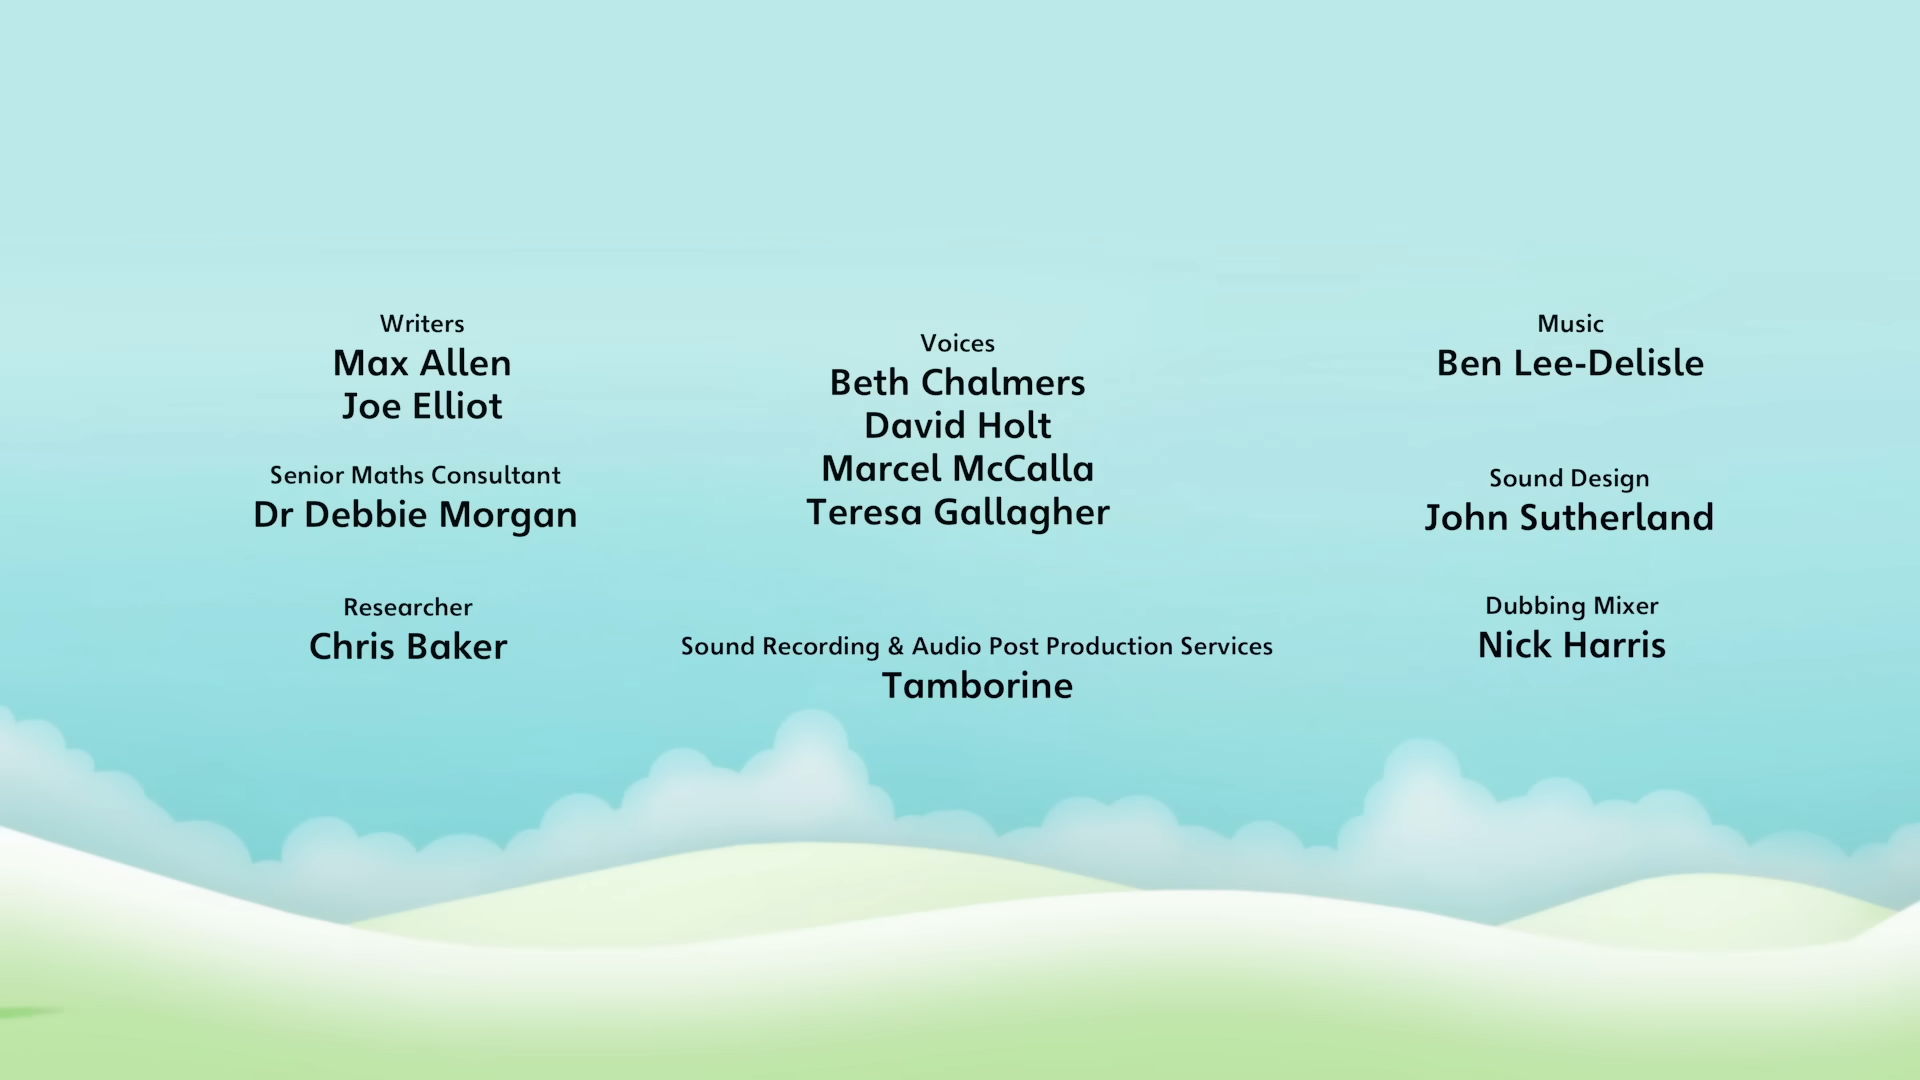 Writers
Max Allen
Joe Elliot
Senior Maths Consultant
Dr Debbie Morgan
Researcher
Chris Baker
Voices
Beth Chalmers
David Holt
Marcel McCalla
Teresa Gallagher
Sound Recording & Audio Post Production Services
Tamborine
Music
Ben Lee-Delisle
Sound Design
John Sutherland
Dubbing Mixer
Nick Harris